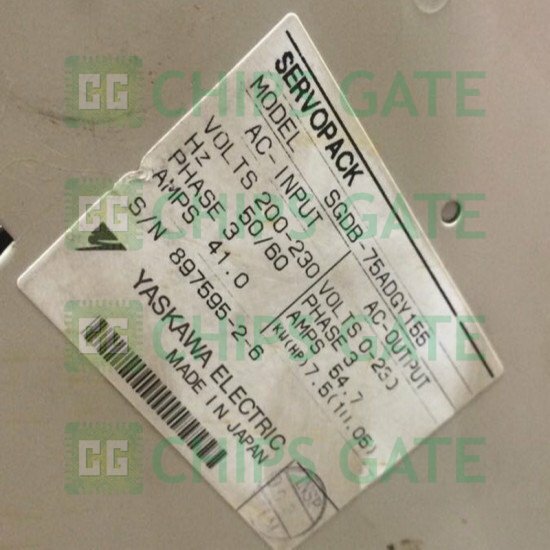 SERVOPACK
MODEL SGDB-75ADGY155
AC-INPUT AC-OUTPUT
VOLTS 200-230 VOLTS 0-230
Hz 50/60
PHASE 3 PHASE 3
AMPS 41.0 AMPS 54.7
KW(HP) 7.5(10.05)
S/N 897595-2-6
YASKAWA ELECTRIC
MADE IN JAPAN
CHIPS GATE
CHIPS GATE
CHIPS GATE
CHIPS GATE